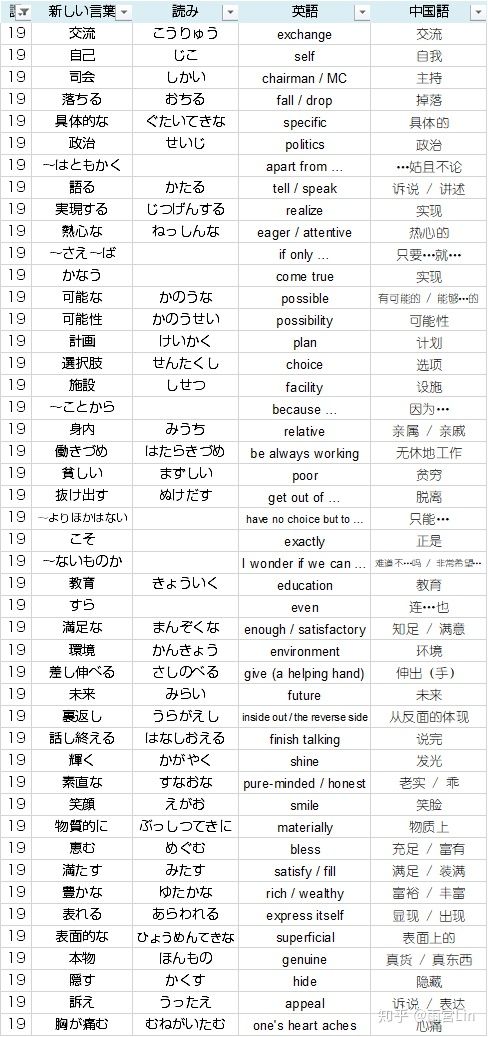 課 新しい言葉 読み 英語 中国語
19 交流 こうりゅう exchange 交流
19 自己 じこ self 自我
19 司会 しかい chairman / MC 主持
19 落ちる おちる fall / drop 掉落
19 具体的な ぐたいてきな specific 具体的
19 政治 せいじ politics 政治
19 ～はともかく apart from … …姑且不论
19 語る かたる tell / speak 诉说 / 讲述
19 実現する じつげんする realize 实现
19 熱心な ねっしんな eager / attentive 热心的
19 ～さえ～ば if only … 只要…就…
19 かなう come true 实现
19 可能な かのうな possible 有可能的 / 能够…的
19 可能性 かのうせい possibility 可能性
19 計画 けいかく plan 计划
19 選択肢 せんたくし choice 选项
19 施設 しせつ facility 设施
19 ～ことから because … 因为…
19 身内 みうち relative 亲属 / 亲戚
19 働きづめ はたらきづめ be always working 无休地工作
19 貧しい まずしい poor 贫穷
19 抜け出す ぬけだす get out of … 脱离
19 ～よりほかはない have no choice but to … 只能…
19 こそ exactly 正是
19 ～ないものか I wonder if we can … 难道不…吗 / 非常希望…
19 教育 きょういく education 教育
19 すら even 连…也
19 満足な まんぞくな enough / satisfactory 知足 / 满意
19 環境 かんきょう environment 环境
19 差し伸べる さしのべる give (a helping hand) 伸出 (手)
19 未来 みらい future 未来
19 裏返し うらがえし inside out / the reverse side 从反面的体现
19 話し終える はなしおえる finish talking 说完
19 輝く かがやく shine 发光
19 素直な すなおな pure-minded / honest 老实 / 乖
19 笑顔 えがお smile 笑脸
19 物質的に ぶっしつてきに materially 物质上
19 恵む めぐむ bless 充足 / 富有
19 満たす みたす satisfy / fill 满足 / 装满
19 豊かな ゆたかな rich / wealthy 富裕 / 丰富
19 表れる あらわれる express itself 显现 / 出现
19 表面的な ひょうめんてきな superficial 表面上的
19 本物 ほんもの genuine 真货 / 真东西
19 隠す かくす hide 隐藏
19 訴え うったえ appeal 诉说 / 表达
19 胸が痛む むねがいたむ one's heart aches 心痛
知乎 @雨宫Lin